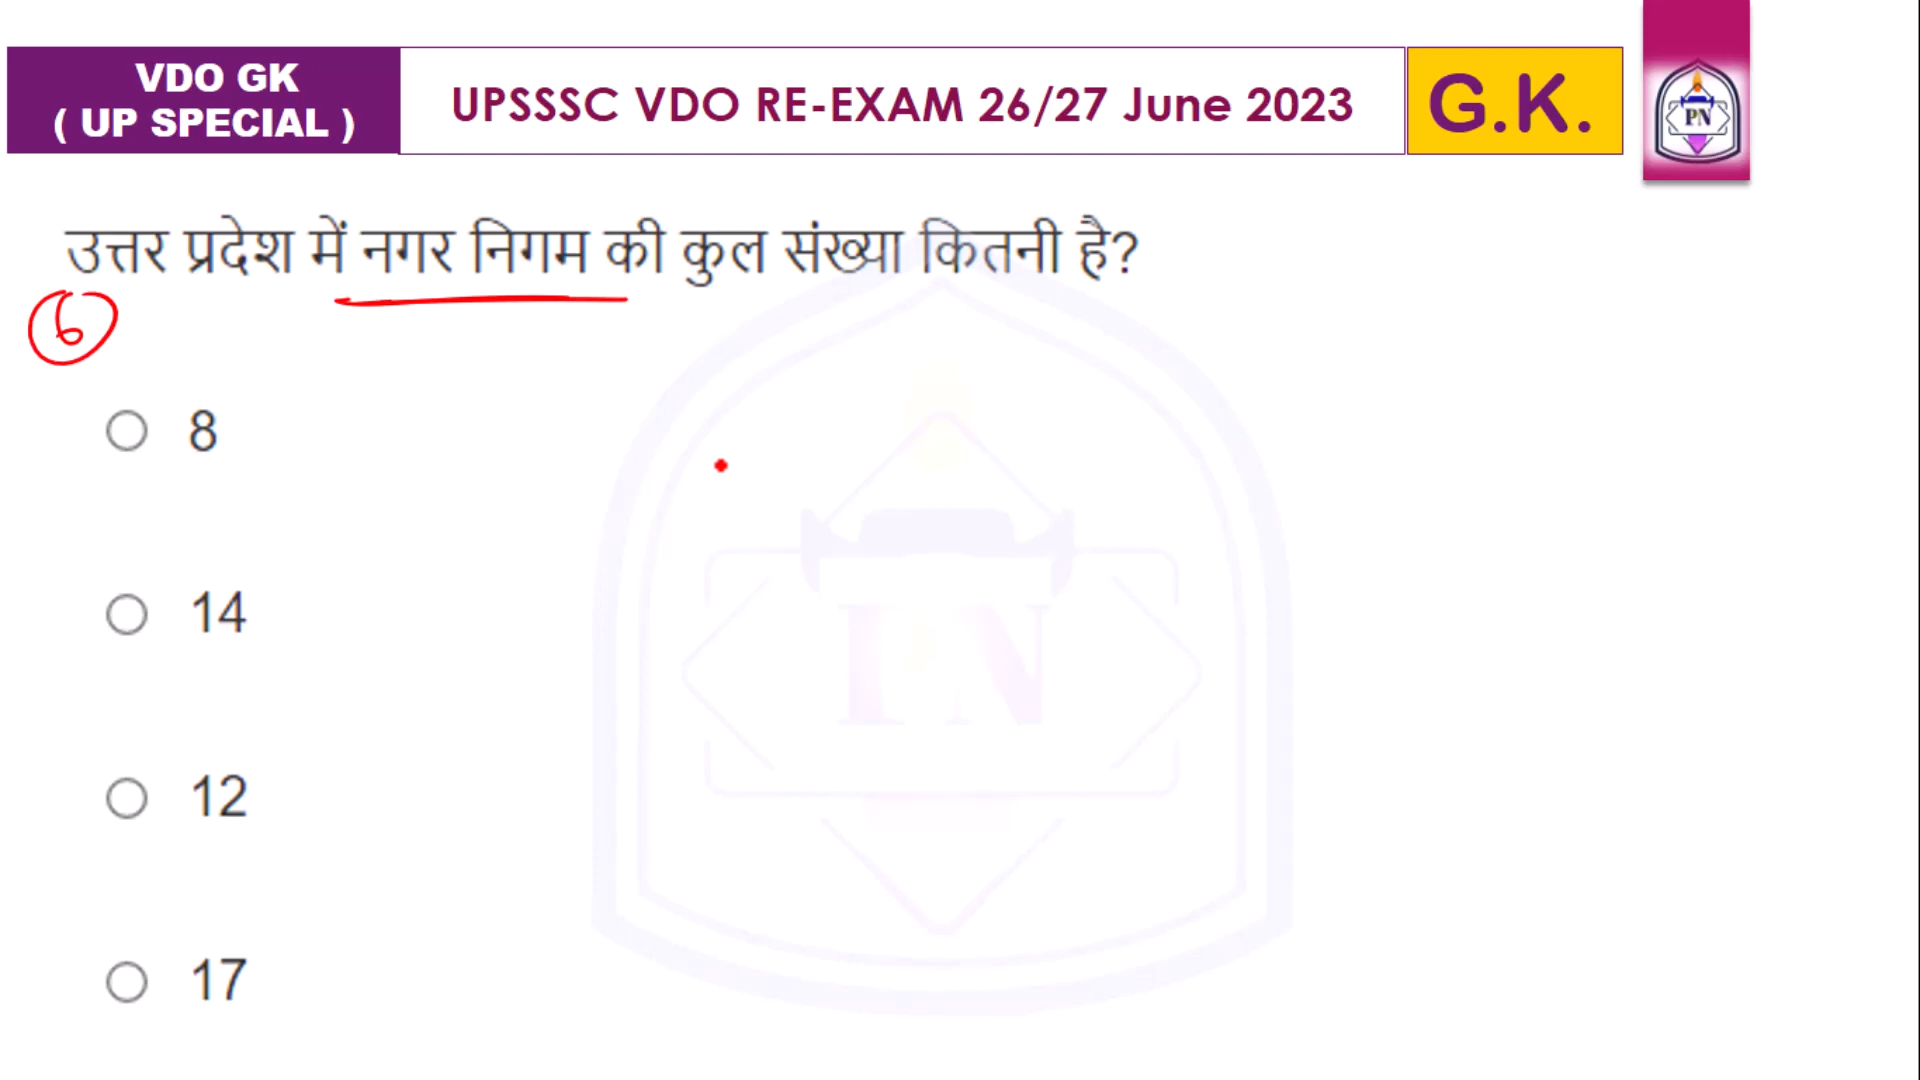 VDO GK
( UP SPECIAL )
UPSSSC VDO RE-EXAM 26/27 June 2023
G.K.
PN
उत्तर प्रदेश में नगर निगम की कुल संख्या कितनी है?
6
8
14
12
17
PN